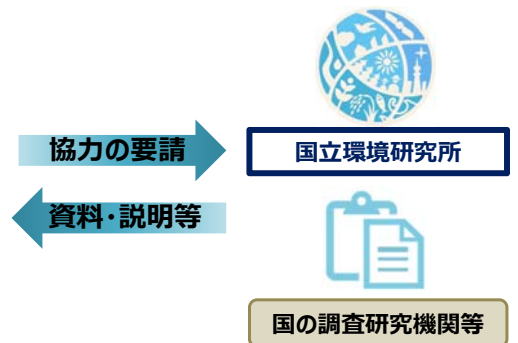 協力の要請
国立環境研究所
資料・説明等
国の調査研究機関等